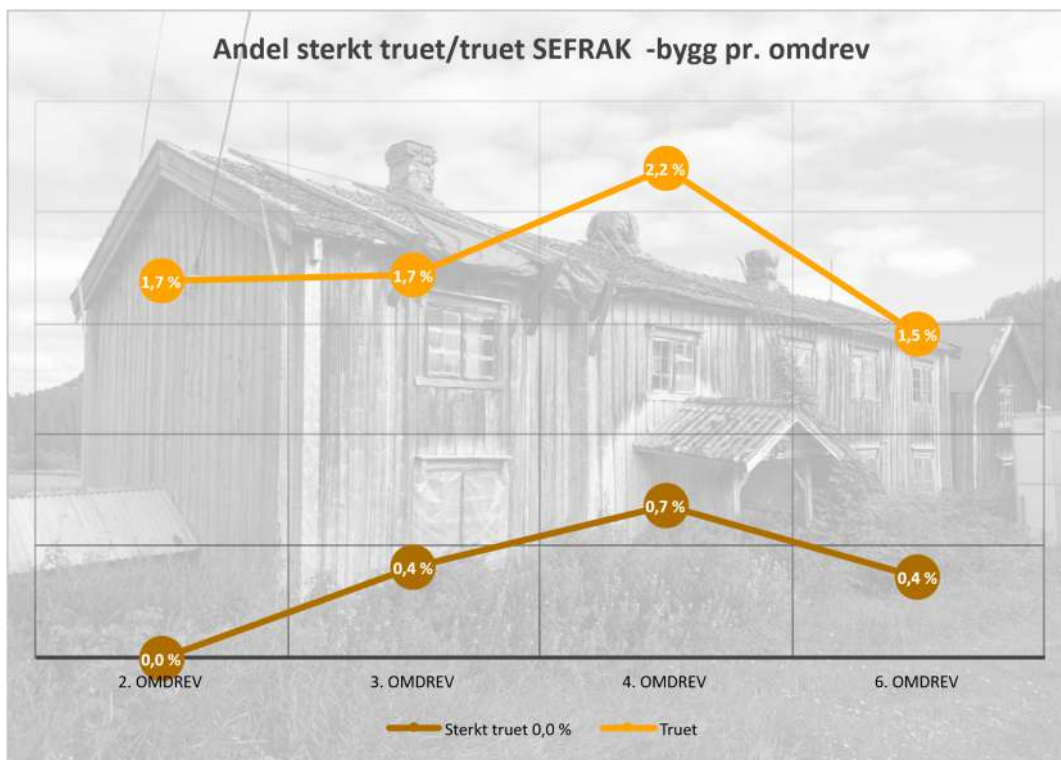 Andel sterkt truet/truet SEFRAK -bygg pr. omdrev
2,2 %
1,7 %
1,7 %
1,5 %
0,7 %
0,4 %
0,4 %
0,0 %
2. OMDREV
3. OMDREV
4. OMDREV
6. OMDREV
Sterkt truet 0,0 %
Truet